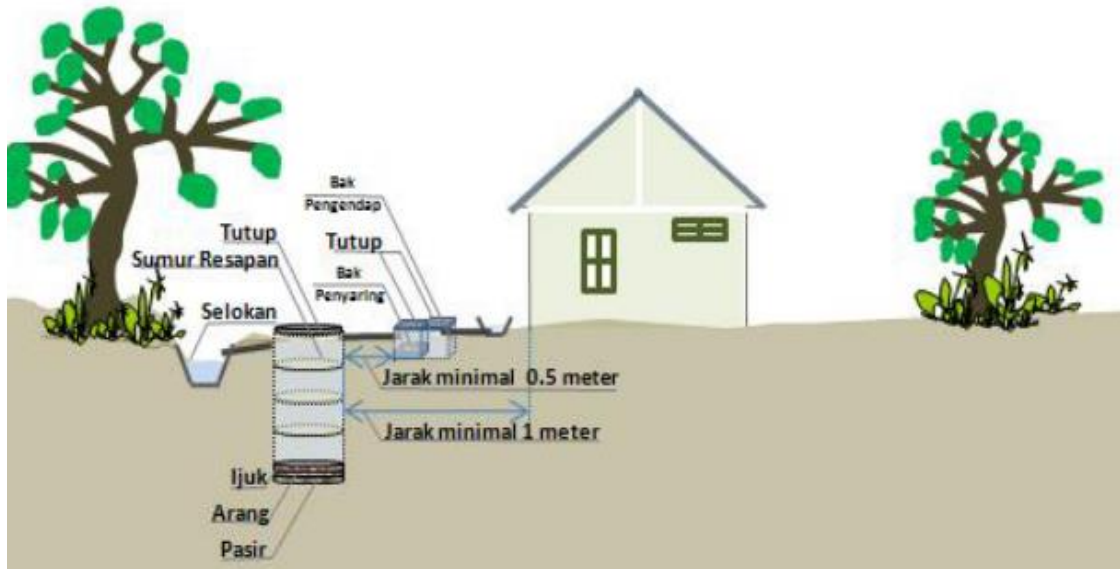 Bak
Pengendap
Tutup
Tutup
Sumur Resapan
Bak
Penyaring
Selokan
Jarak minimal 0.5 meter
Jarak minimal 1 meter
Ijuk
Arang
Pasir